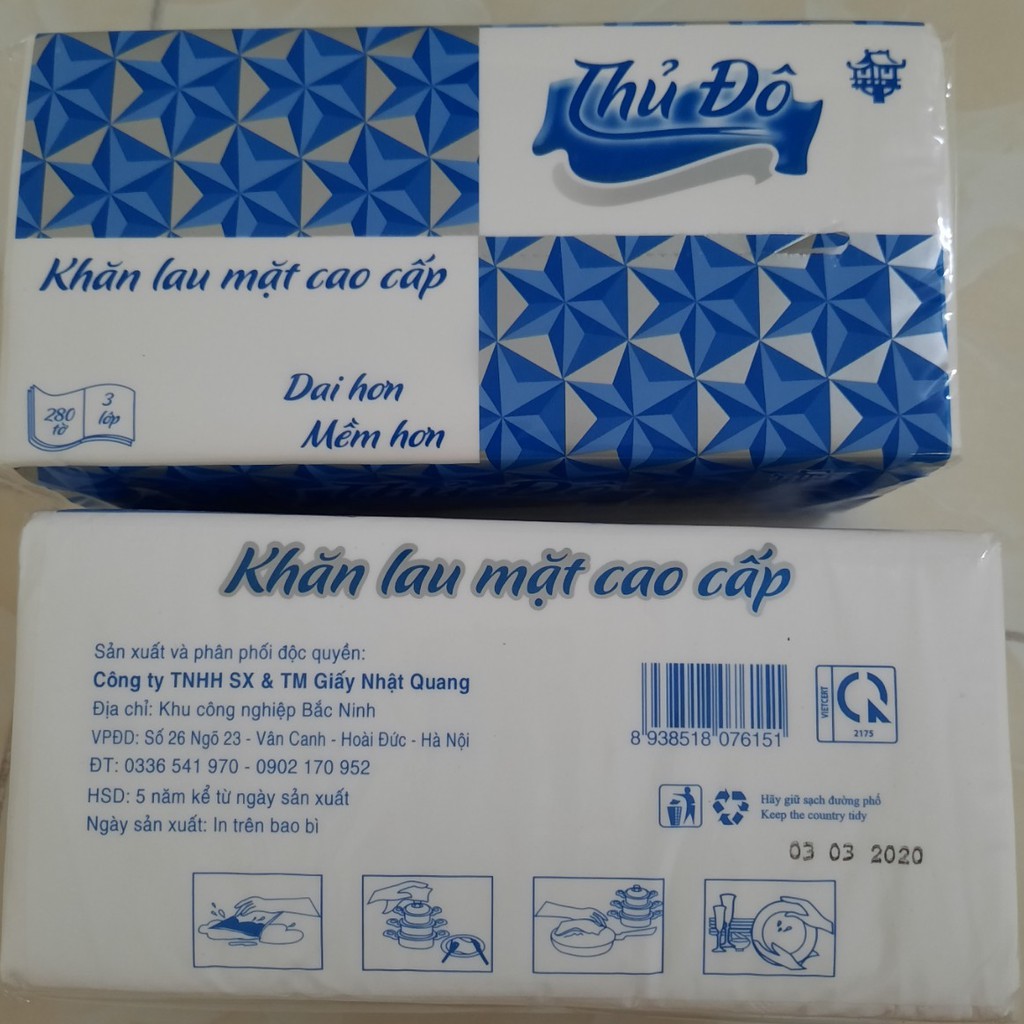 Thủ Đô
Khăn lau mặt cao cấp
280
tờ
3
lớp
Dai hơn
Mềm hơn
Khăn lau mặt cao cấp
Sản xuất và phân phối độc quyền:
Công ty TNHH SX & TM Giấy Nhật Quang
Địa chỉ: Khu công nghiệp Bắc Ninh
VPĐD: Số 26 Ngõ 23 - Vân Canh - Hoài Đức - Hà Nội
ĐT: 0336 541 970 - 0902 170 952
HSD: 5 năm kể từ ngày sản xuất
Ngày sản xuất: In trên bao bì
8 938518 076151
VIETCERT
2175
Hãy giữ sạch đường phố
Keep the country tidy
03 03 2020